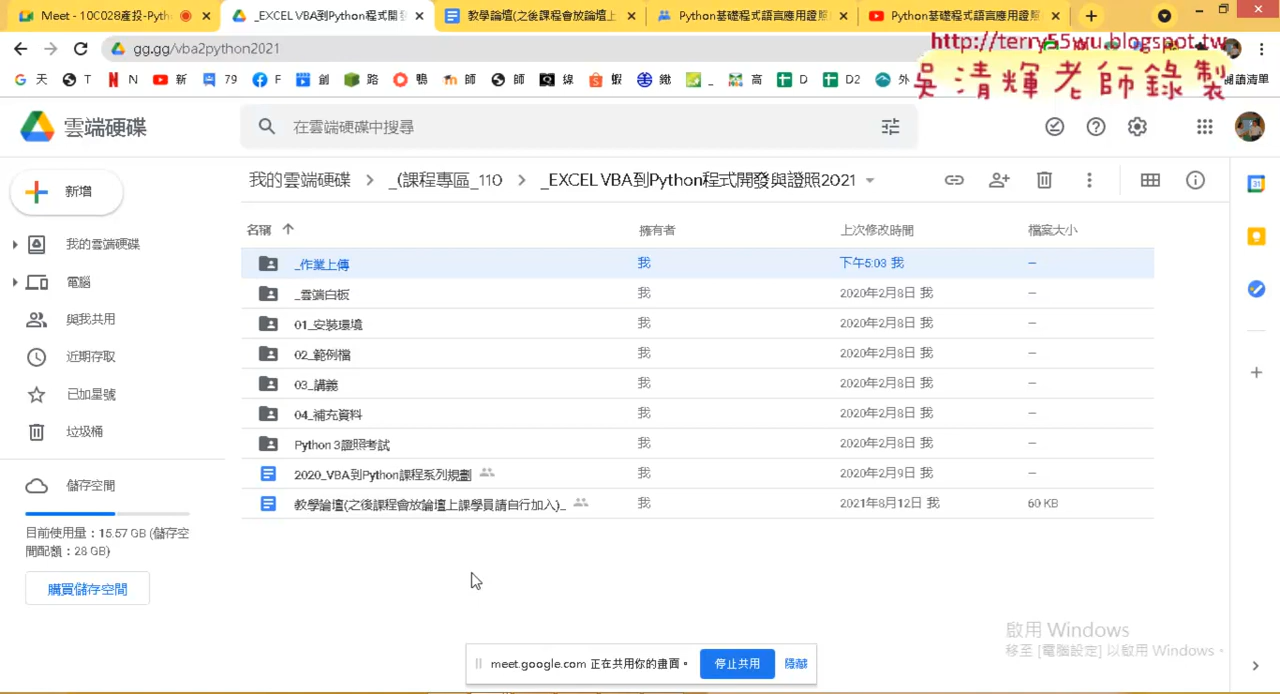 Meet - 10C028產投-Pyth
_EXCEL VBA到Python程式開發
教學論壇(之後課程會放論壇上
Python基礎程式語言應用證照
Python基礎程式語言應用證照
gg.gg/vba2python2021
http://terry55wu.blogspot.tw
吳清輝老師錄製
天 T N 新 79 F 創 路 鴨 師 師 線 蝦 鐵 _ 高 D D2 外 閱讀清單
雲端硬碟
在雲端硬碟中搜尋
新增
我的雲端硬碟 > _(課程專區_110 > _EXCEL VBA到Python程式開發與證照2021
名稱 擁有者 上次修改時間 檔案大小
我的雲端硬碟
電腦
與我共用
近期存取
已加星號
垃圾桶
儲存空間
目前使用量：15.57 GB (儲存空
間配額：28 GB)
購買儲存空間
_作業上傳 我 下午5:03 我 –
_雲端白板 我 2020年2月8日 我 –
01_安裝環境 我 2020年2月8日 我 –
02_範例檔 我 2020年2月8日 我 –
03_講義 我 2020年2月8日 我 –
04_補充資料 我 2020年2月8日 我 –
Python 3證照考試 我 2020年2月8日 我 –
2020_VBA到Python課程系列規劃 我 2020年2月9日 我 –
教學論壇(之後課程會放論壇上課學員請自行加入)_ 我 2021年8月12日 我 60 KB
meet.google.com 正在共用你的畫面。 停止共用 隱藏
啟用 Windows
移至 [電腦設定] 以啟用 Windows。